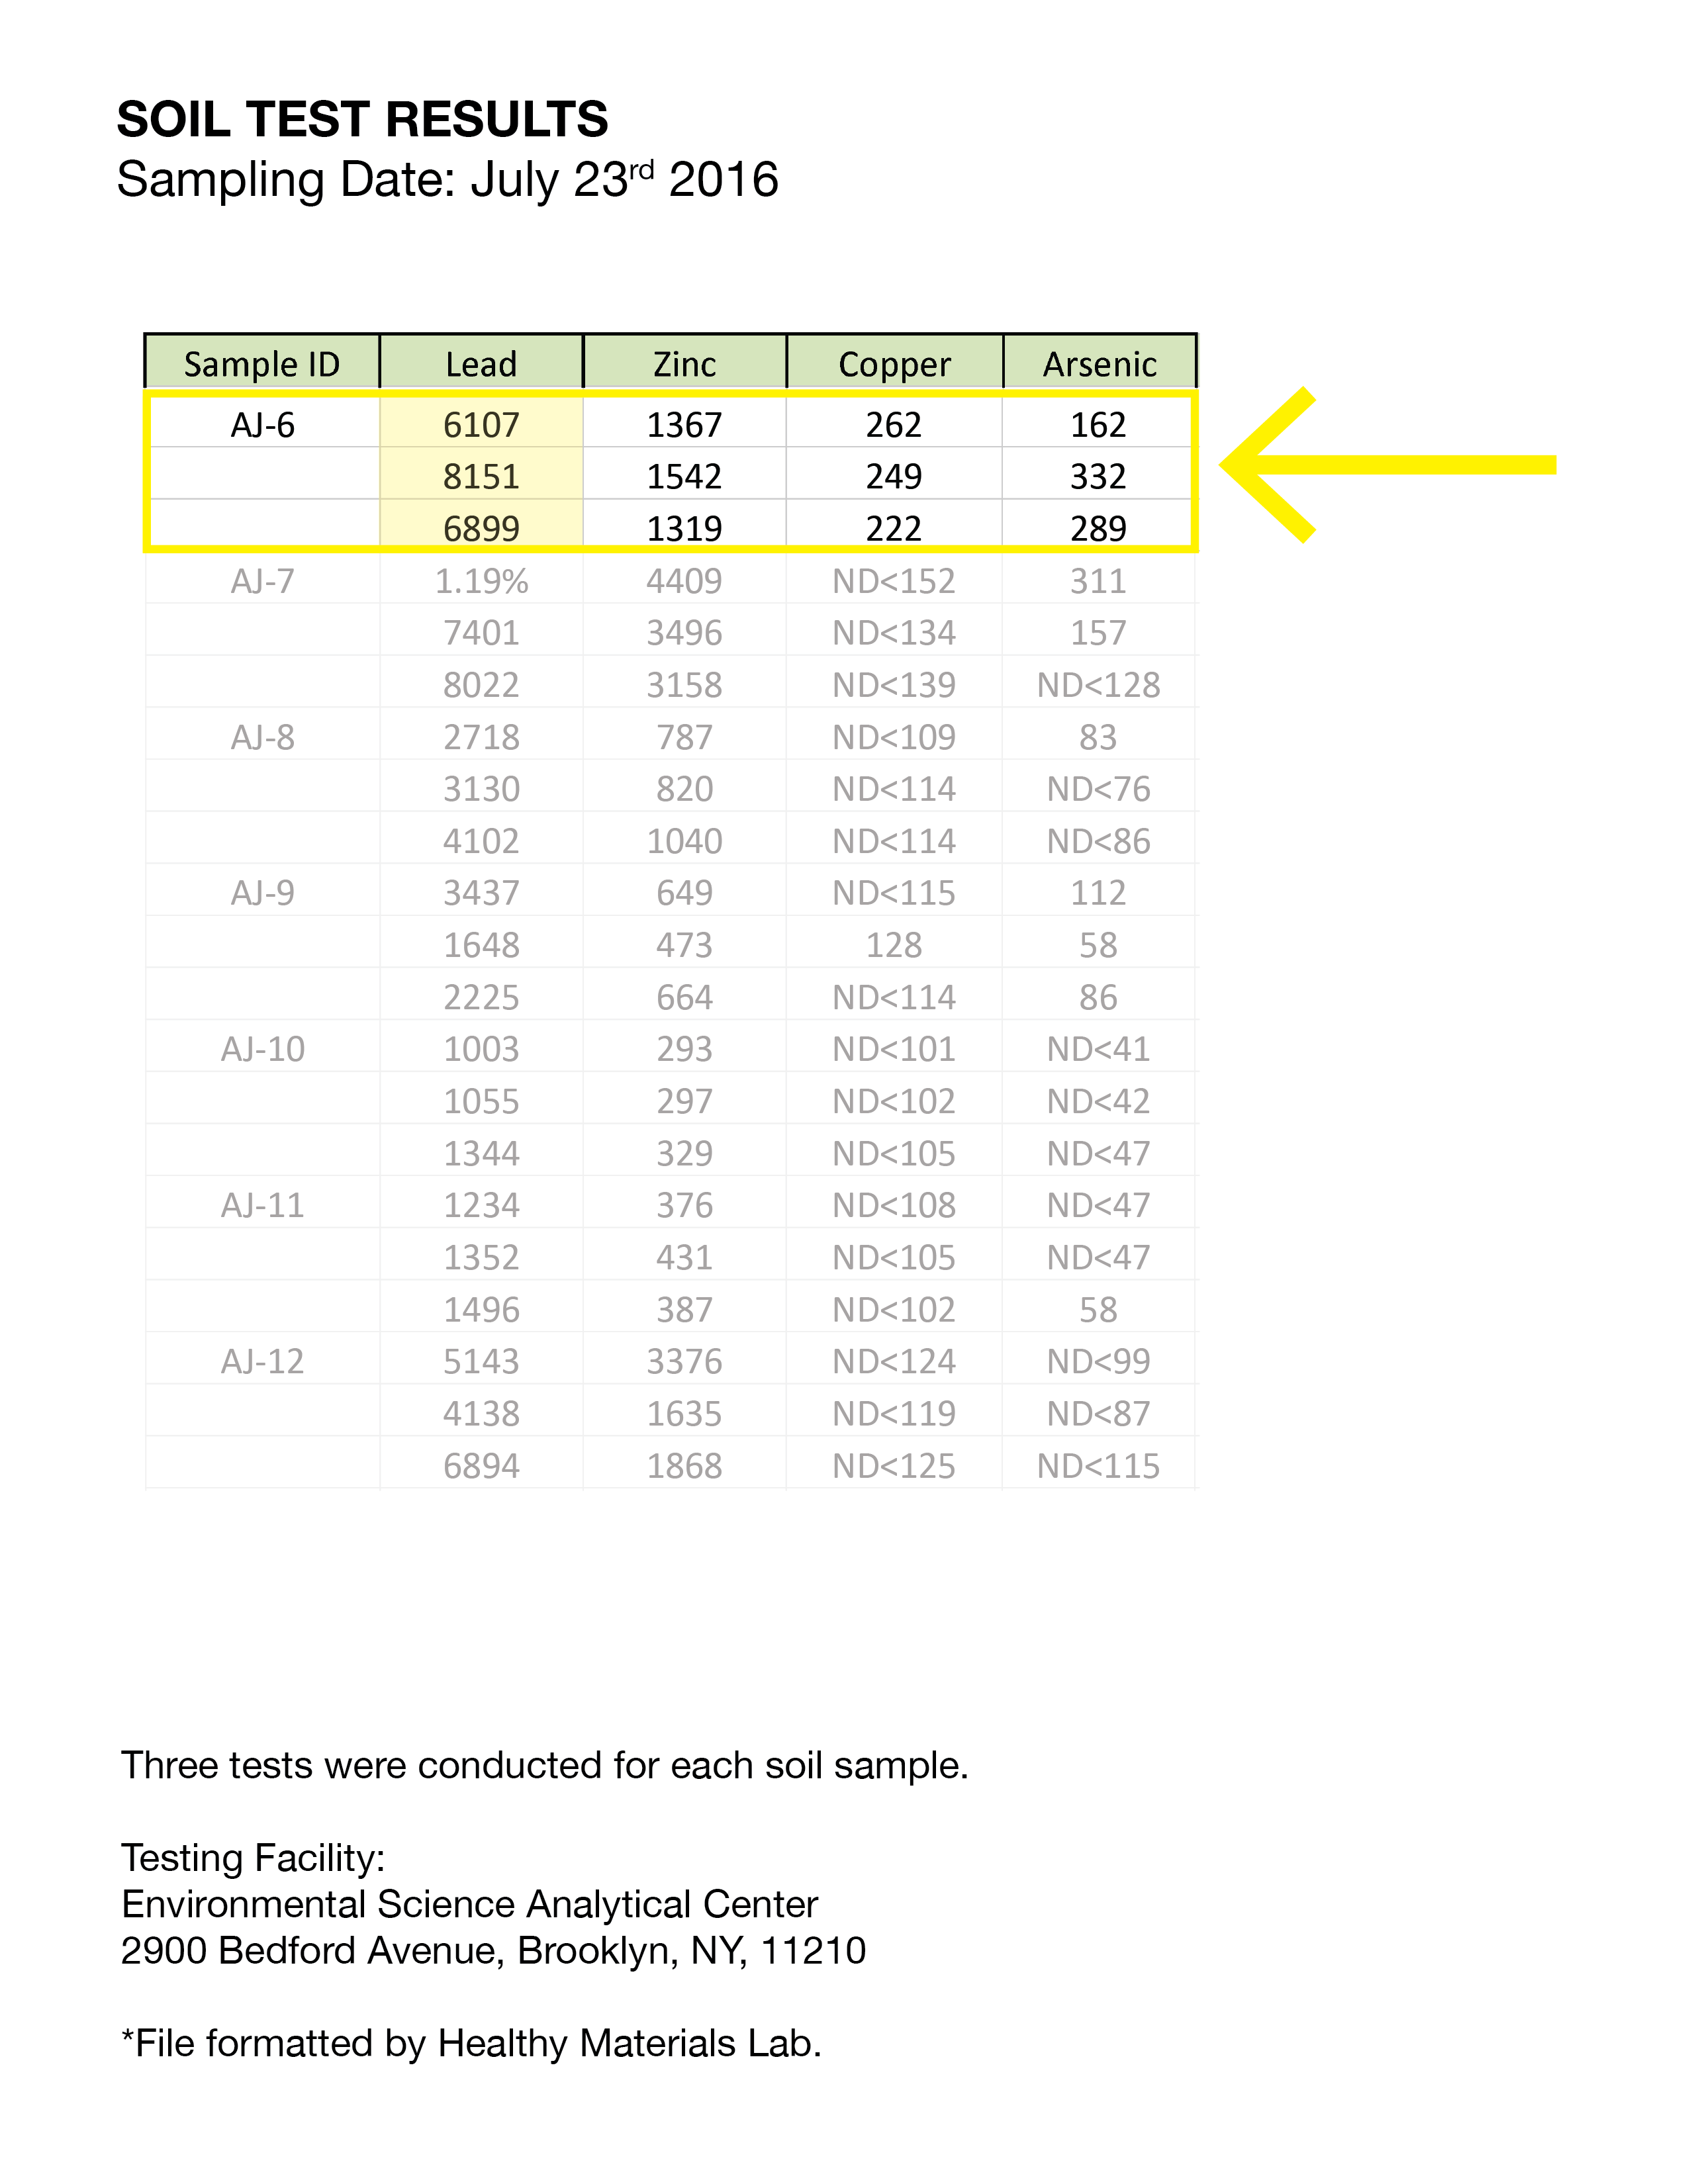 SOIL TEST RESULTS
Sampling Date: July 23rd 2016
Sample ID Lead Zinc Copper Arsenic
AJ-6 6107 1367 262 162
8151 1542 249 332
6899 1319 222 289
AJ-7 1.19% 4409 ND<152 311
7401 3496 ND<134 157
8022 3158 ND<139 ND<128
AJ-8 2718 787 ND<109 83
3130 820 ND<114 ND<76
4102 1040 ND<114 ND<86
AJ-9 3437 649 ND<115 112
1648 473 128 58
2225 664 ND<114 86
AJ-10 1003 293 ND<101 ND<41
1055 297 ND<102 ND<42
1344 329 ND<105 ND<47
AJ-11 1234 376 ND<108 ND<47
1352 431 ND<105 ND<47
1496 387 ND<102 58
AJ-12 5143 3376 ND<124 ND<99
4138 1635 ND<119 ND<87
6894 1868 ND<125 ND<115
Three tests were conducted for each soil sample.
Testing Facility:
Environmental Science Analytical Center
2900 Bedford Avenue, Brooklyn, NY, 11210
*File formatted by Healthy Materials Lab.